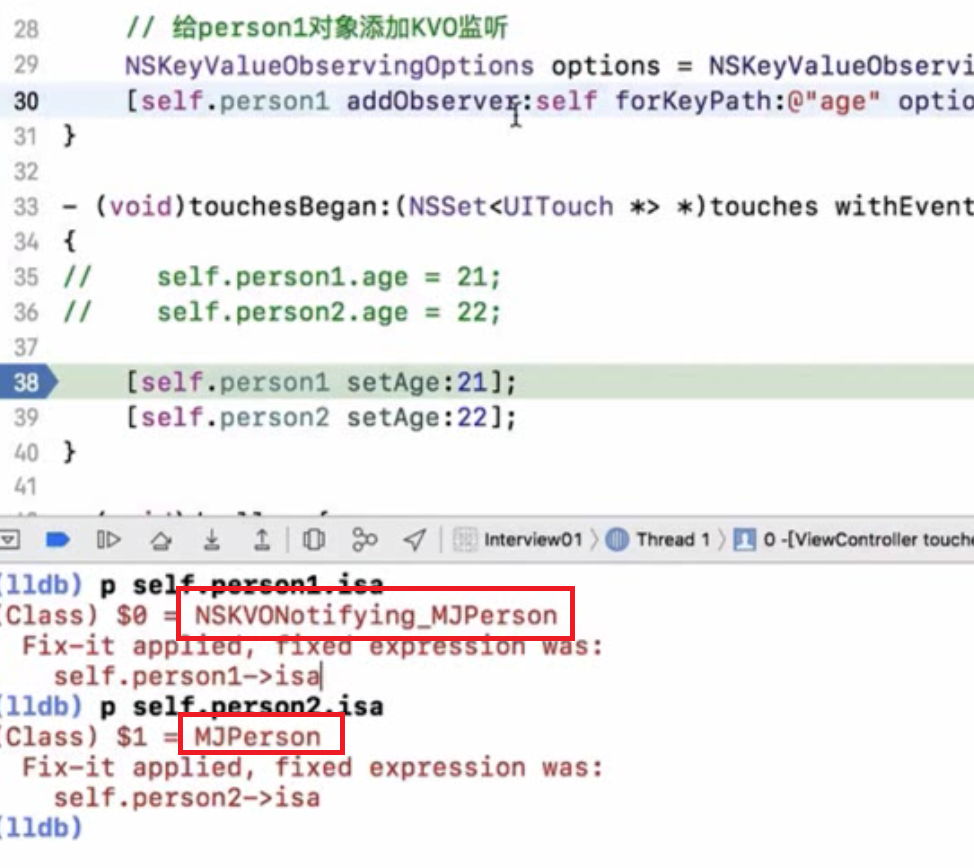 28 // 给person1对象添加KVO监听
29 NSKeyValueObservingOptions options = NSKeyValueObservi
30 [self.person1 addObserver:self forKeyPath:@"age" optio
31 }
32
33 - (void)touchesBegan:(NSSet<UITouch *> *)touches withEvent
34 {
35 // self.person1.age = 21;
36 // self.person2.age = 22;
37
38 [self.person1 setAge:21];
39 [self.person2 setAge:22];
40 }
41
Interview01 〉 Thread 1 〉 0 -[ViewController touche
(lldb) p self.person1.isa
(Class) $0 = NSKVONotifying_MJPerson
Fix-it applied, fixed expression was:
self.person1->isa
(lldb) p self.person2.isa
(Class) $1 = MJPerson
Fix-it applied, fixed expression was:
self.person2->isa
(lldb)